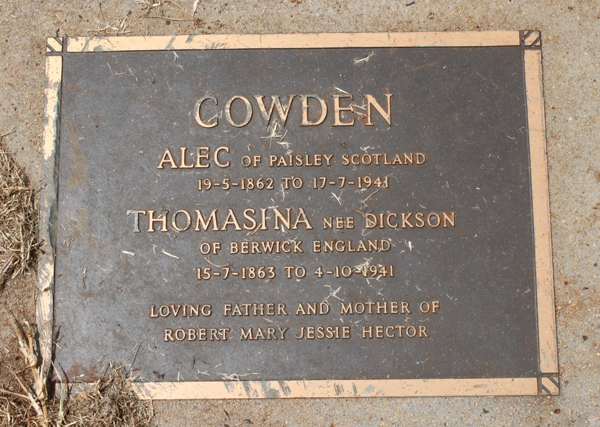 COWDEN
ALEC OF PAISLEY SCOTLAND
19-5-1862 TO 17-7-1941
THOMASINA NEE DICKSON
OF BERWICK ENGLAND
15-7-1863 TO 4-10-1941
LOVING FATHER AND MOTHER OF
ROBERT MARY JESSIE HECTOR